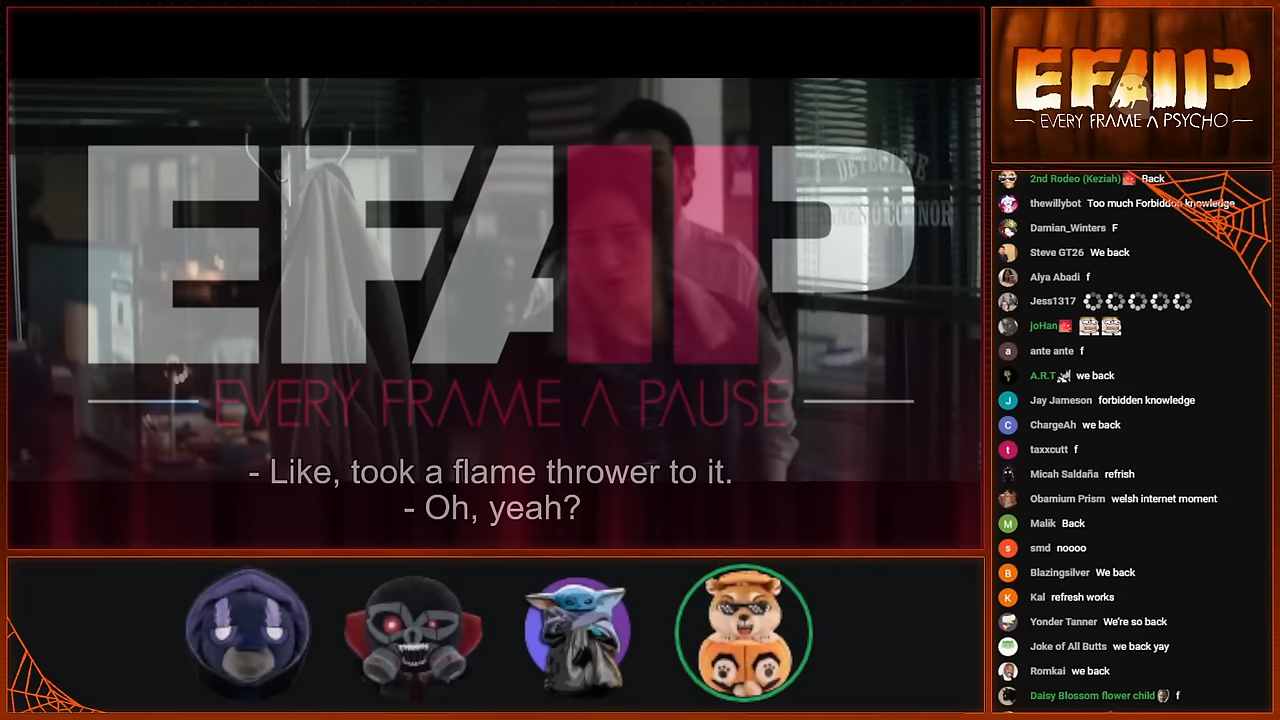 EFAIIP
EVERY FRAME A PAUSE
DETECTIVE
- Like, took a flame thrower to it.
- Oh, yeah?
EFAIIP
EVERY FRAME A PSYCHO
2nd Rodeo (Keziah) Back
thewillybot Too much Forbidden knowledge
Damian_Winters F
Steve GT26 We back
Alya Abadi f
Jess1317
joHan
a ante ante f
A.R.T we back
J Jay Jameson forbidden knowledge
C ChargeAh we back
t taxxcutt f
Micah Saldaña refrish
Obamium Prism welsh internet moment
M Malik Back
s smd noooo
B Blazingsilver We back
K Kal refresh works
Yonder Tanner We're so back
Joke of All Butts we back yay
Romkai we back
Daisy Blossom flower child f